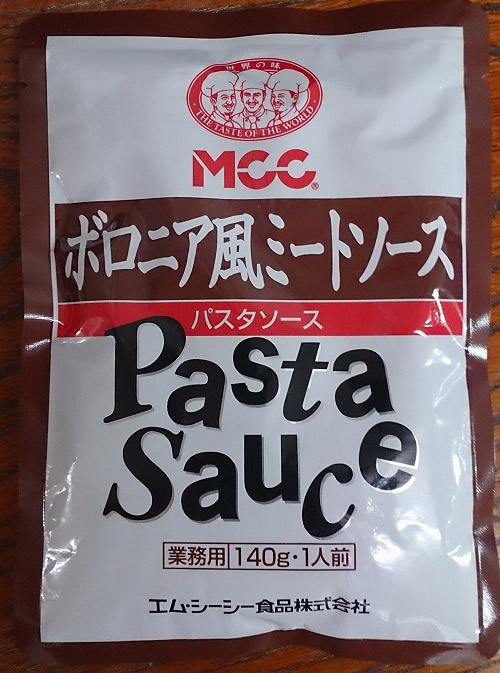 世界の味
・THE TASTE OF THE WORLD・
MCC®
ボロニア風ミートソース
パスタソース
Pasta
Sauce
業務用 140g・1人前
エム・シーシー食品株式会社